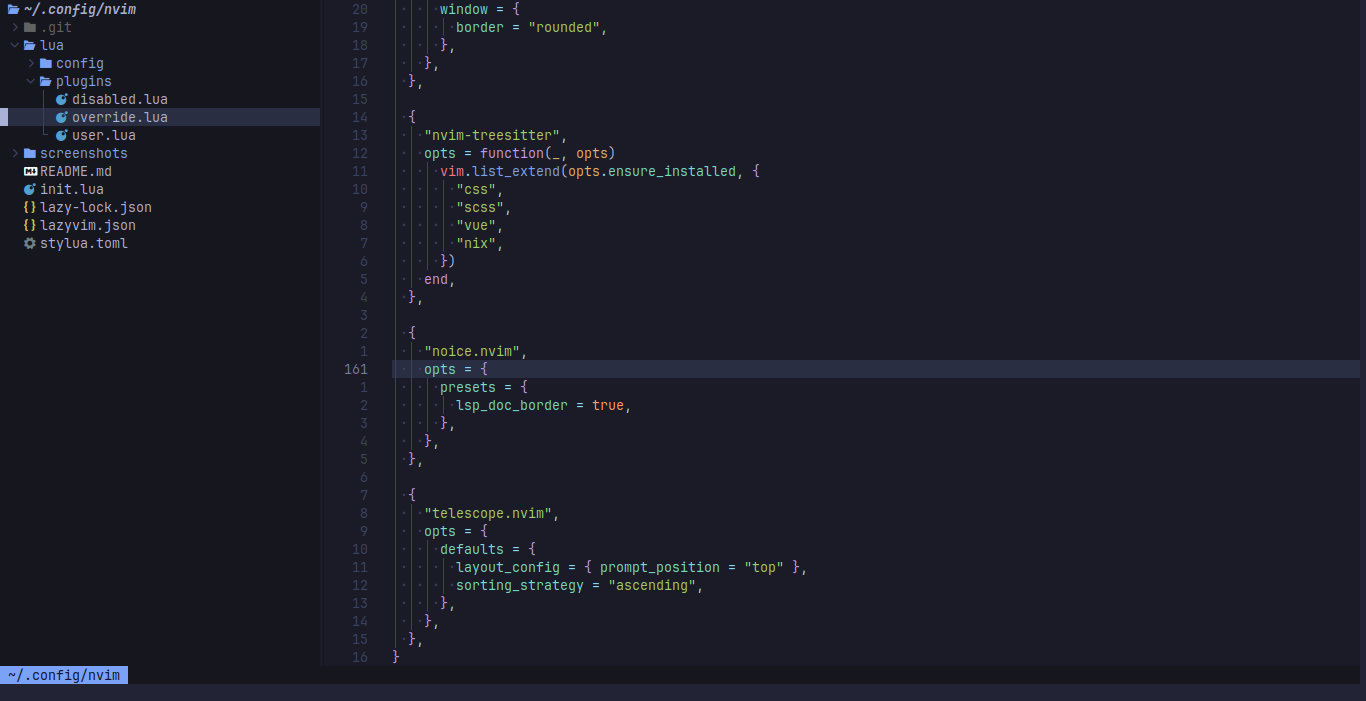 ~/.config/nvim
.git
lua
config
plugins
disabled.lua
override.lua
user.lua
screenshots
README.md
init.lua
lazy-lock.json
lazyvim.json
stylua.toml
20 window = {
19 border = "rounded",
18 },
17 },
16 },
15
14 {
13 "nvim-treesitter",
12 opts = function(_, opts)
11 vim.list_extend(opts.ensure_installed, {
10 "css",
9 "scss",
8 "vue",
7 "nix",
6 })
5 end,
4 },
3
2 {
1 "noice.nvim",
161 opts = {
1 presets = {
2 lsp_doc_border = true,
3 },
4 },
5 },
6
7 {
8 "telescope.nvim",
9 opts = {
10 defaults = {
11 layout_config = { prompt_position = "top" },
12 sorting_strategy = "ascending",
13 },
14 },
15 },
16 }
~/.config/nvim